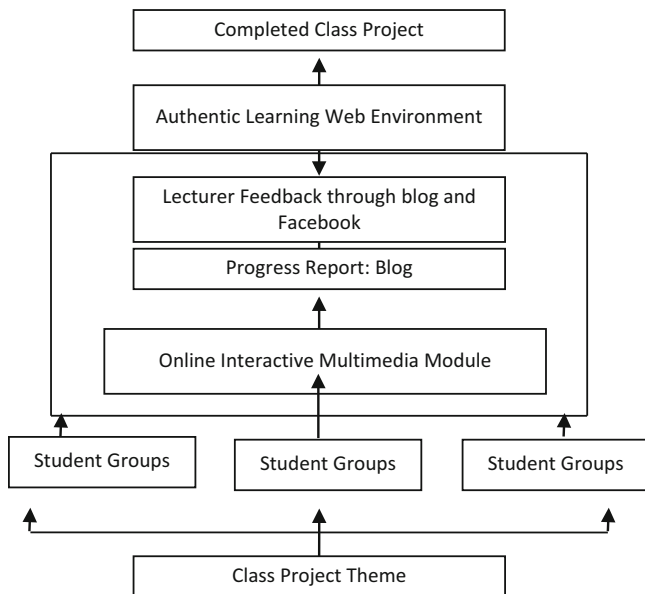 Completed Class Project
Authentic Learning Web Environment
Lecturer Feedback through blog and
Facebook
Progress Report: Blog
Online Interactive Multimedia Module
Student Groups
Student Groups
Student Groups
Class Project Theme